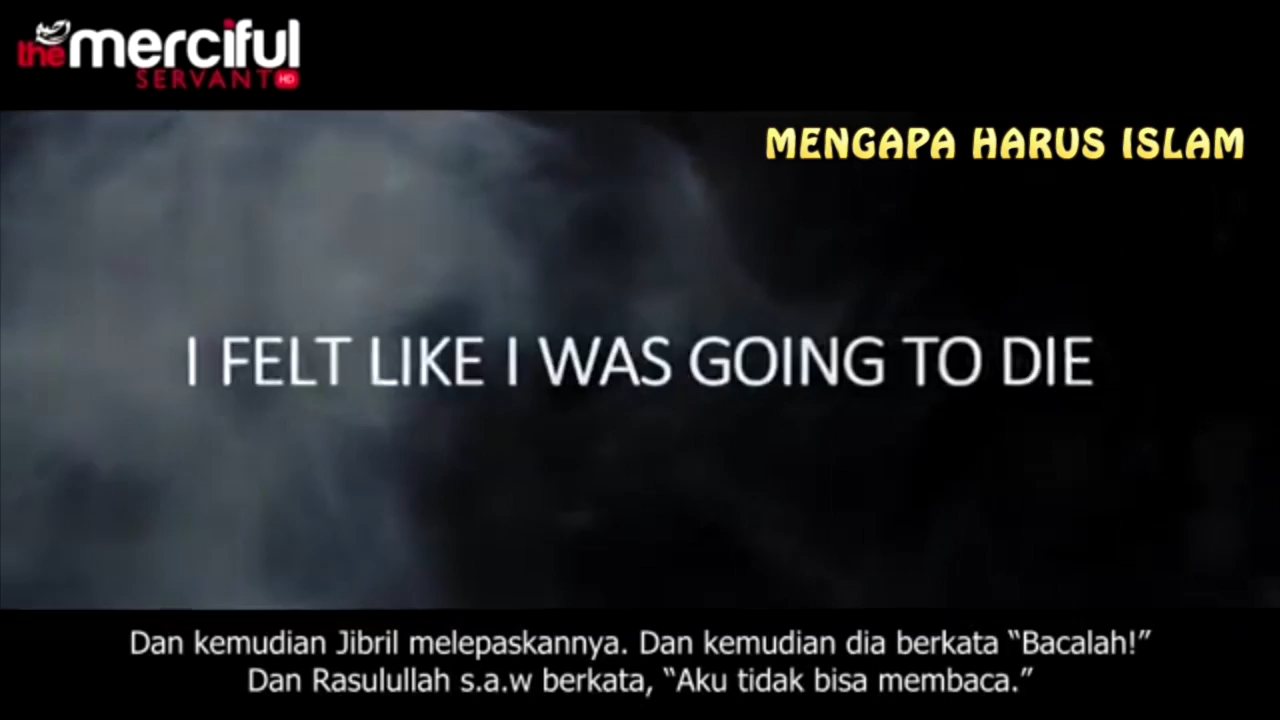 the merciful
SERVANT HD
MENGAPA HARUS ISLAM
I FELT LIKE I WAS GOING TO DIE
Dan kemudian Jibril melepaskannya. Dan kemudian dia berkata “Bacalah!”
Dan Rasulullah s.a.w berkata, “Aku tidak bisa membaca.”